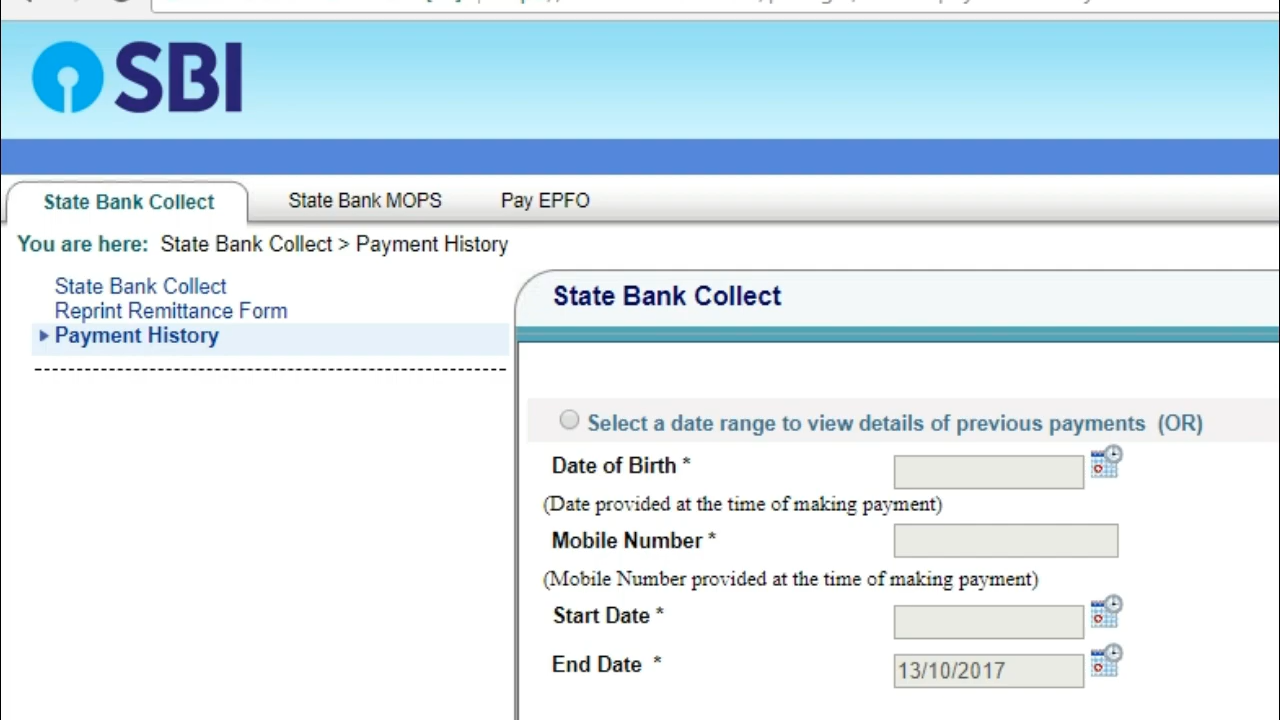 SBI
State Bank Collect State Bank MOPS Pay EPFO
You are here: State Bank Collect > Payment History
State Bank Collect
Reprint Remittance Form
Payment History
State Bank Collect
Select a date range to view details of previous payments (OR)
Date of Birth *
(Date provided at the time of making payment)
Mobile Number *
(Mobile Number provided at the time of making payment)
Start Date *
End Date * 13/10/2017